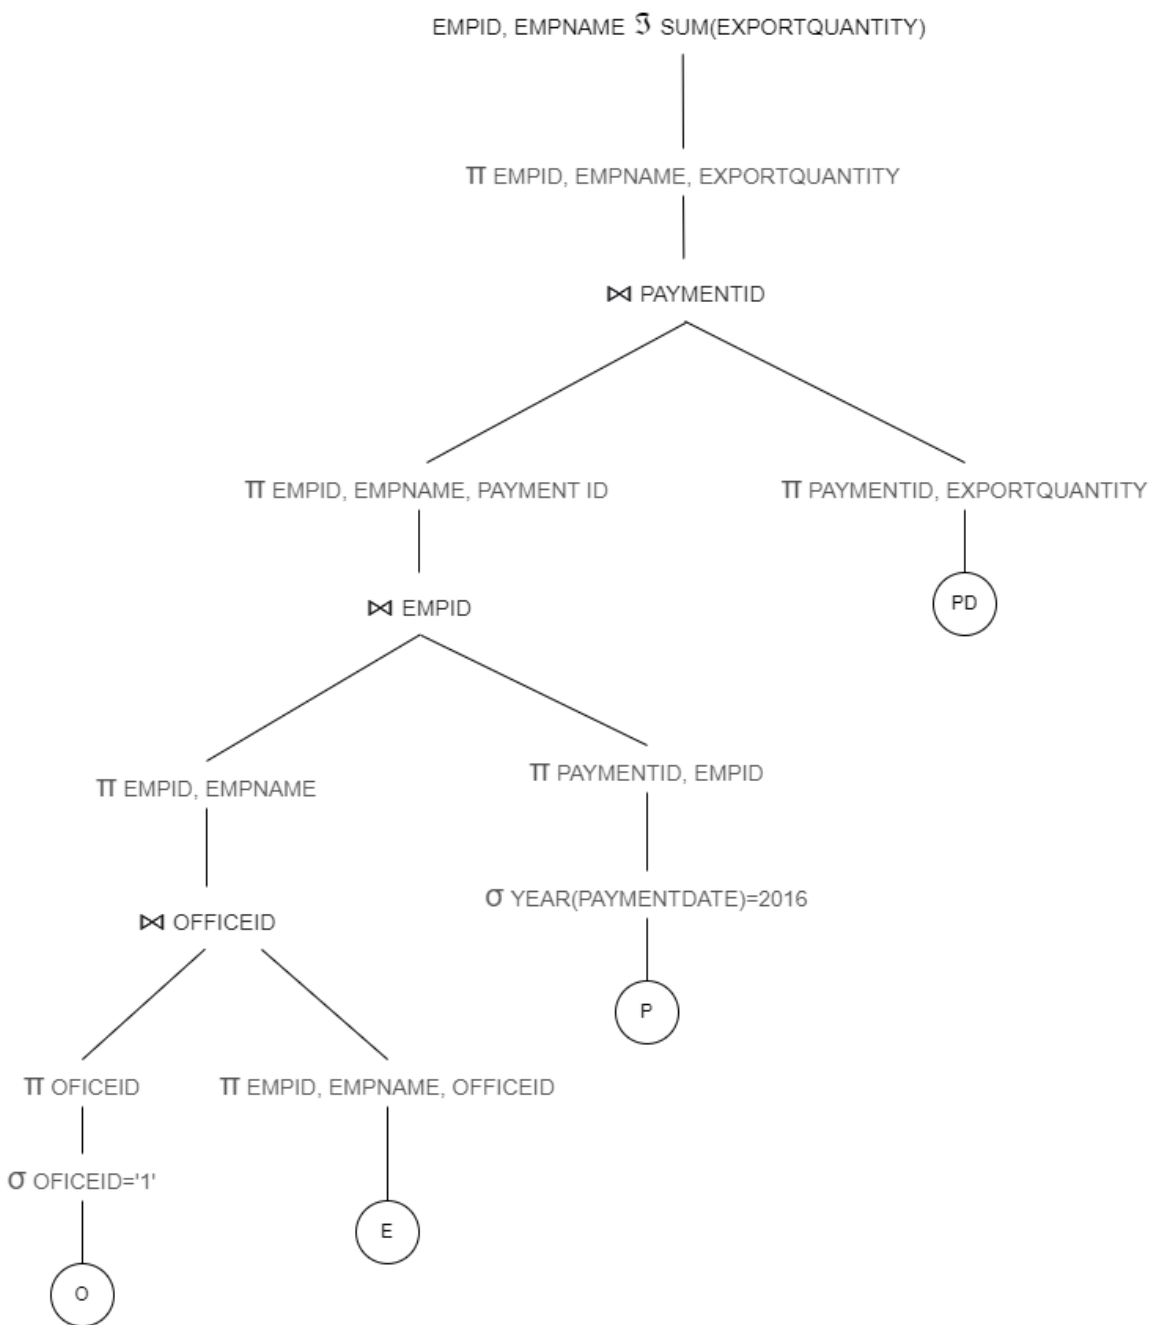 EMPID, EMPNAME ℑ SUM(EXPORTQUANTITY)
π EMPID, EMPNAME, EXPORTQUANTITY
⋈ PAYMENTID
π EMPID, EMPNAME, PAYMENT ID
π PAYMENTID, EXPORTQUANTITY
PD
⋈ EMPID
π PAYMENTID, EMPID
π EMPID, EMPNAME
σ YEAR(PAYMENTDATE)=2016
⋈ OFFICEID
P
π OFICEID
π EMPID, EMPNAME, OFFICEID
σ OFICEID='1'
E
O